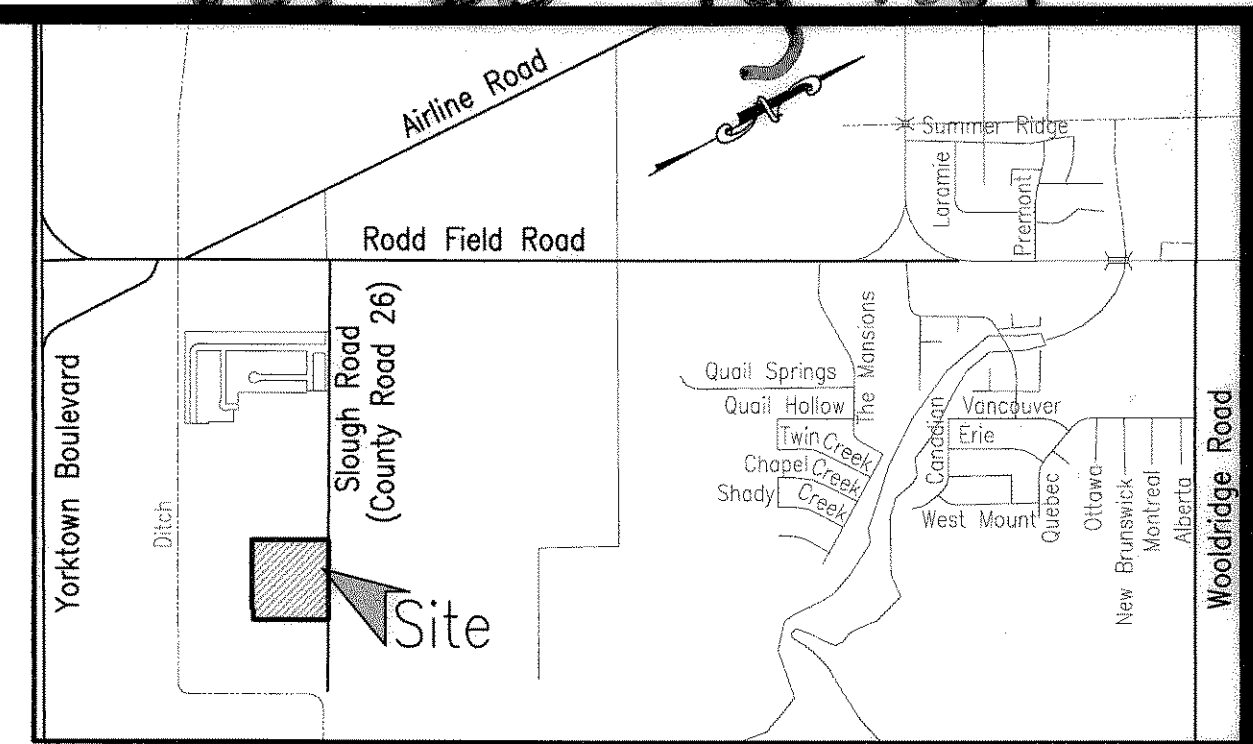 Airline Road
Summer Ridge
Laramie
Premont
Rodd Field Road
Slough Road
(County Road 26)
The Mansions
Yorktown Boulevard
Quail Springs
Quail Hollow
Twin Creek
Chapel Creek
Shady Creek
Canadian
Vancouver
Erie
West Mount
Quebec
Ottawa
New Brunswick
Montreal
Alberta
Wooldridge Road
Ditch
Site